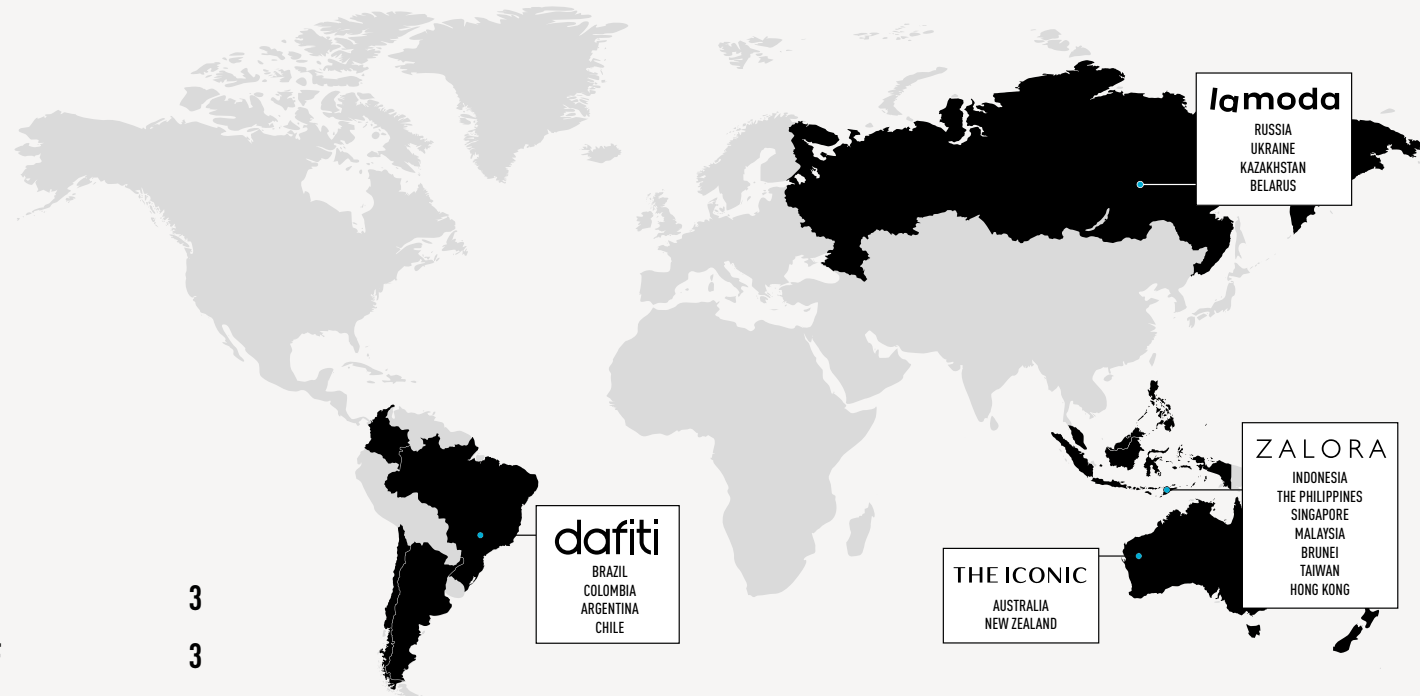 lamoda
RUSSIA
UKRAINE
KAZAKHSTAN
BELARUS
ZALORA
INDONESIA
THE PHILIPPINES
SINGAPORE
MALAYSIA
BRUNEI
TAIWAN
HONG KONG
dafiti
BRAZIL
COLOMBIA
ARGENTINA
CHILE
THE ICONIC
AUSTRALIA
NEW ZEALAND
3
3